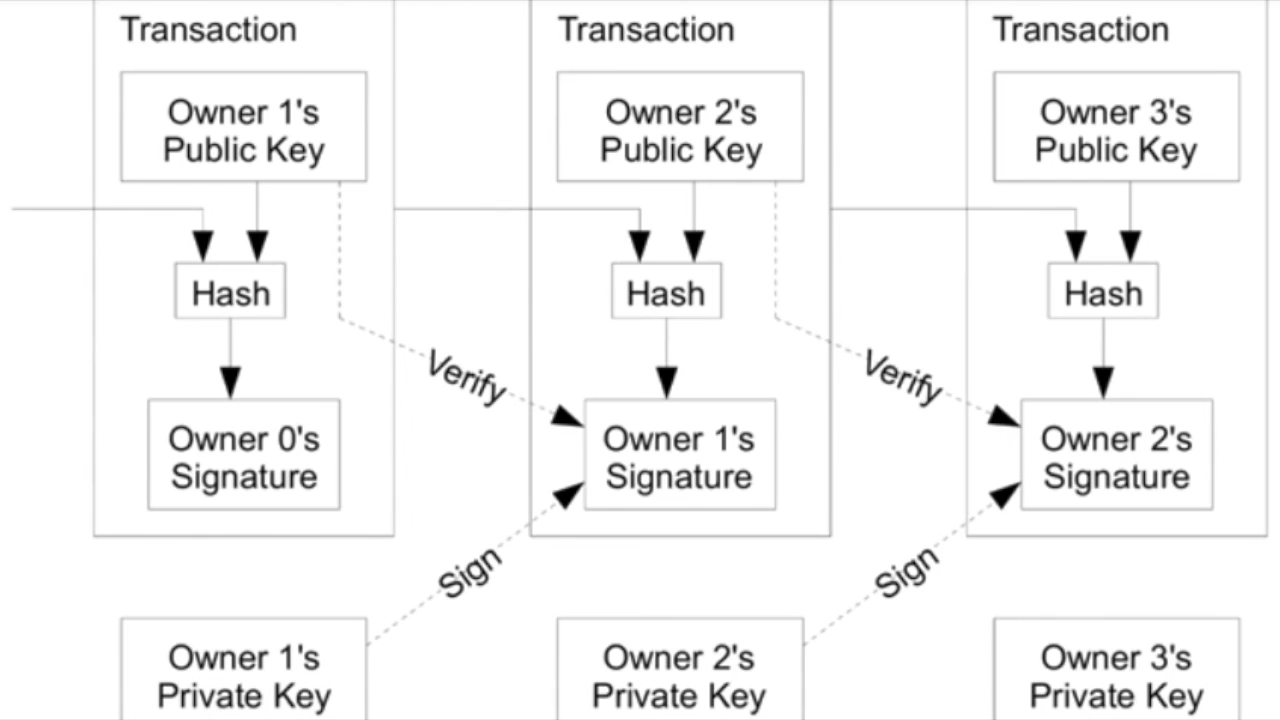 Transaction
Transaction
Transaction
Owner 1's
Public Key
Owner 2's
Public Key
Owner 3's
Public Key
Hash
Hash
Hash
Verify
Verify
Owner 0's
Signature
Owner 1's
Signature
Owner 2's
Signature
Sign
Sign
Owner 1's
Private Key
Owner 2's
Private Key
Owner 3's
Private Key